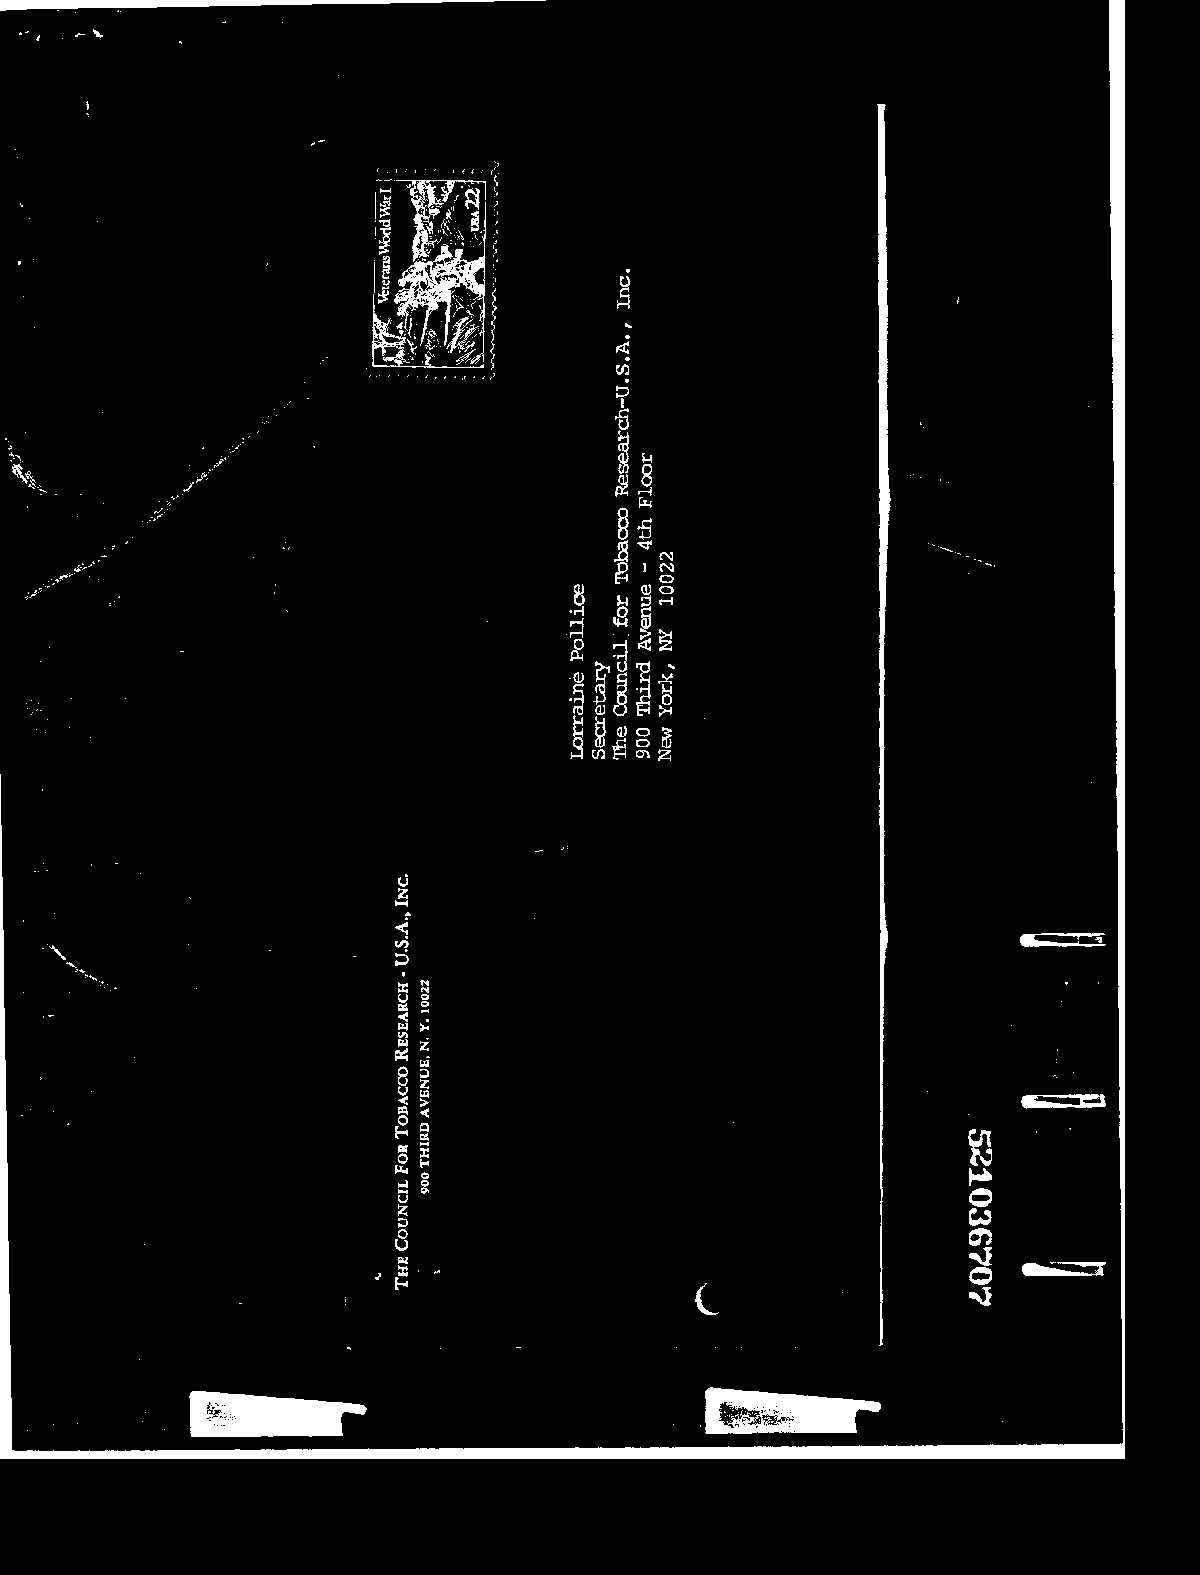 THE COUNCIL FOR TOBACCO RESEARCH - U.S.A., INC.
900 THIRD AVENUE, N. Y. 10022
Veterans World War I
USA 22
Lorraine Pollice
Secretary
The Council for Tobacco Research-U.S.A., Inc.
900 Third Avenue - 4th Floor
New York, NY 10022
521036707